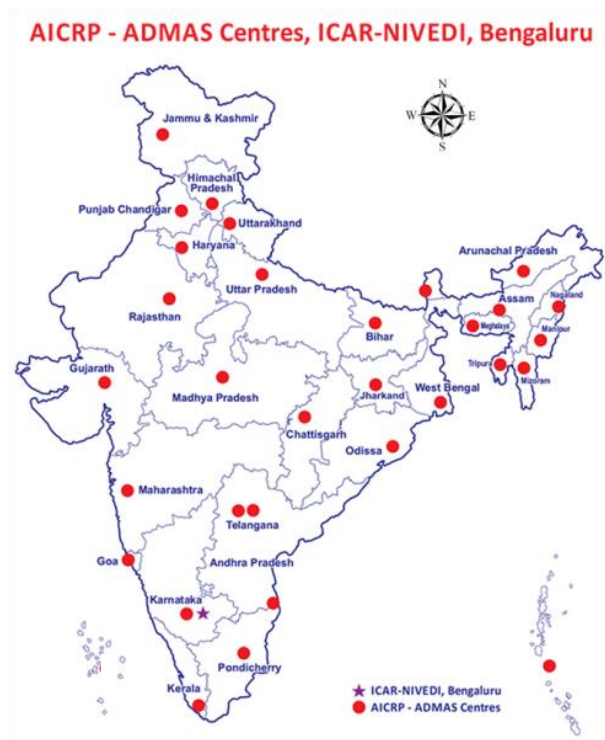 AICRP - ADMAS Centres, ICAR-NIVEDI, Bengaluru
N
W E
S
Jammu & Kashmir
Himachal
Pradesh
Punjab Chandigar
Uttarakhand
Haryana
Arunachal Pradesh
Uttar Pradesh
Assam
Nagaland
Rajasthan
Meghalaya
Bihar
Manipur
Gujarath
Tripura
Mizoram
Madhya Pradesh
Jharkand
West Bengal
Chattisgarh
Odissa
Maharashtra
Telangana
Goa
Andhra Pradesh
Karnataka
Pondicherry
Kerala
ICAR-NIVEDI, Bengaluru
AICRP - ADMAS Centres